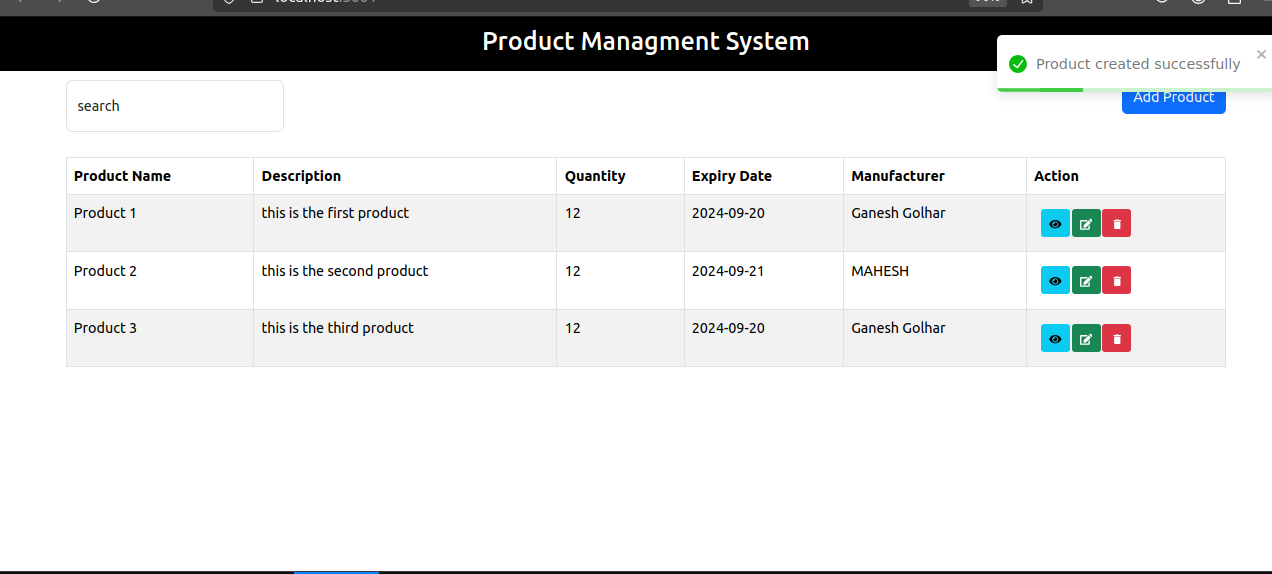 Product Managment System
Product created successfully
search
Add Product
Product Name Description Quantity Expiry Date Manufacturer Action
Product 1 this is the first product 12 2024-09-20 Ganesh Golhar
Product 2 this is the second product 12 2024-09-21 MAHESH
Product 3 this is the third product 12 2024-09-20 Ganesh Golhar